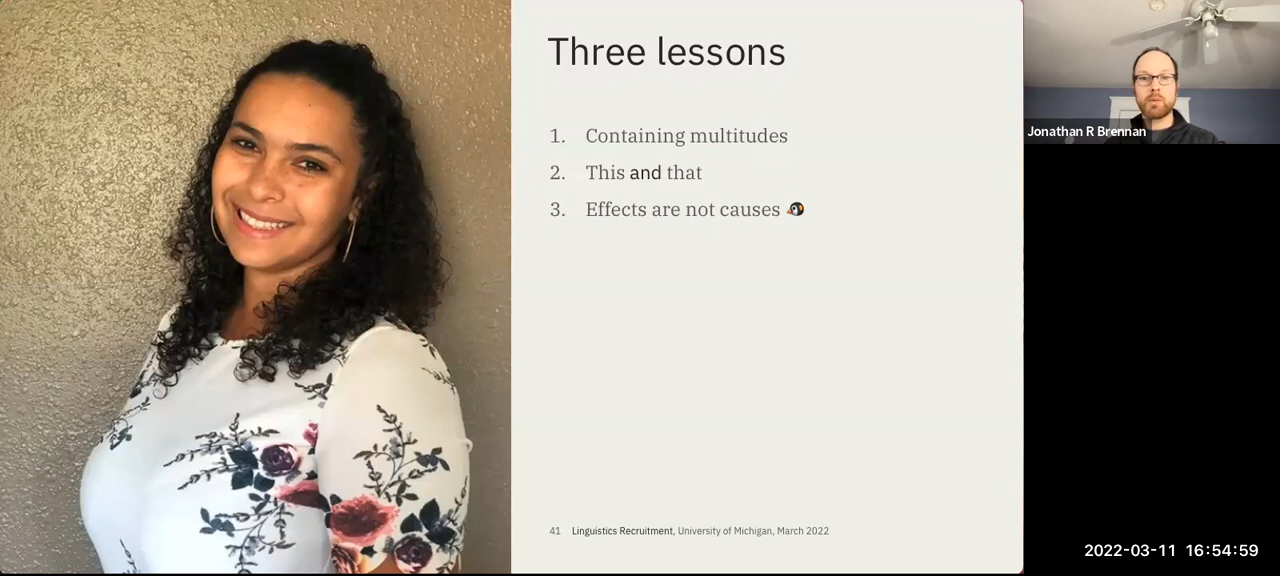 Three lessons
1. Containing multitudes
2. This and that
3. Effects are not causes
41 Linguistics Recruitment, University of Michigan, March 2022
Jonathan R Brennan
2022-03-11 16:54:59